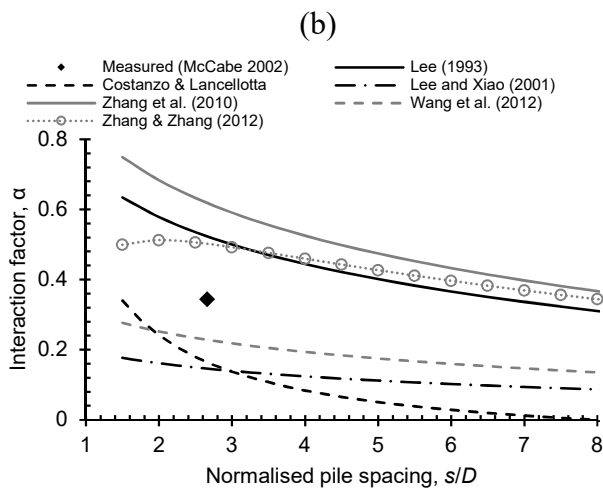 (b)
Measured (McCabe 2002)
Lee (1993)
Costanzo & Lancellotta
Lee and Xiao (2001)
Zhang et al. (2010)
Wang et al. (2012)
Zhang & Zhang (2012)
0.8
0.6
0.4
0.2
0
Interaction factor, α
1 2 3 4 5 6 7 8
Normalised pile spacing, s/D